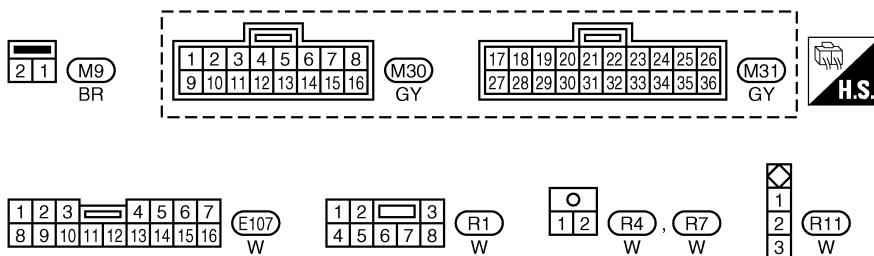 1 2 3 4 5 6 7 8
9 10 11 12 13 14 15 16
M30
GY
17 18 19 20 21 22 23 24 25 26
27 28 29 30 31 32 33 34 35 36
M31
GY
2 1
M9
BR
H.S.
1 2 3 4 5 6 7
8 9 10 11 12 13 14 15 16
E107
W
1 2 3
4 5 6 7 8
R1
W
1 2
R4 , R7
W W
1
2
3
R11
W